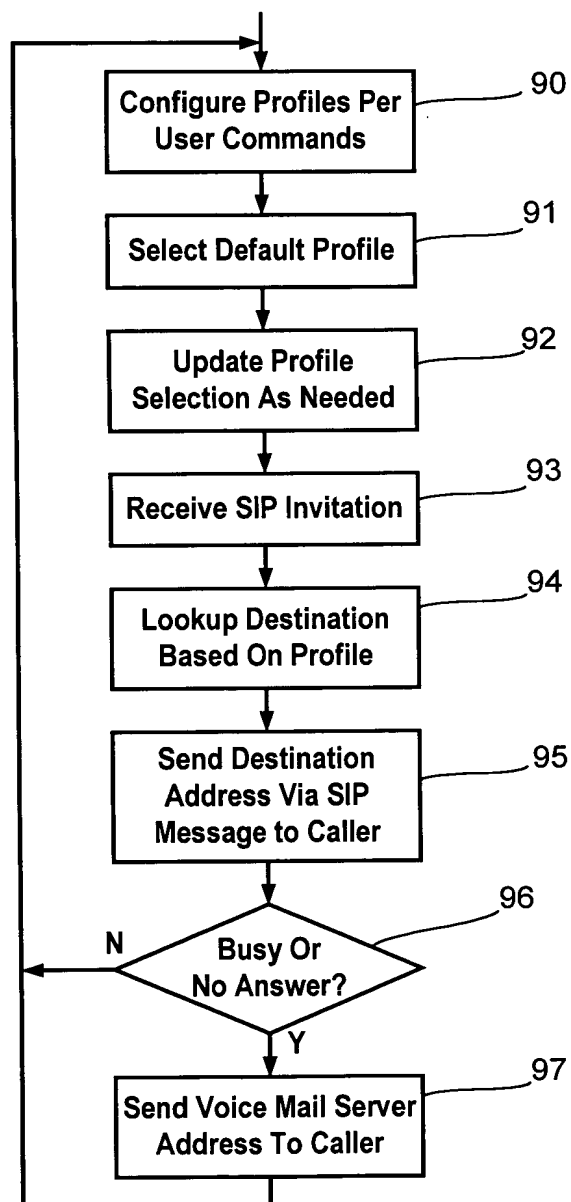 Configure Profiles Per
User Commands
90
Select Default Profile
91
Update Profile
Selection As Needed
92
Receive SIP Invitation
93
Lookup Destination
Based On Profile
94
Send Destination
Address Via SIP
Message to Caller
95
Busy Or
No Answer?
96
N
Y
Send Voice Mail Server
Address To Caller
97